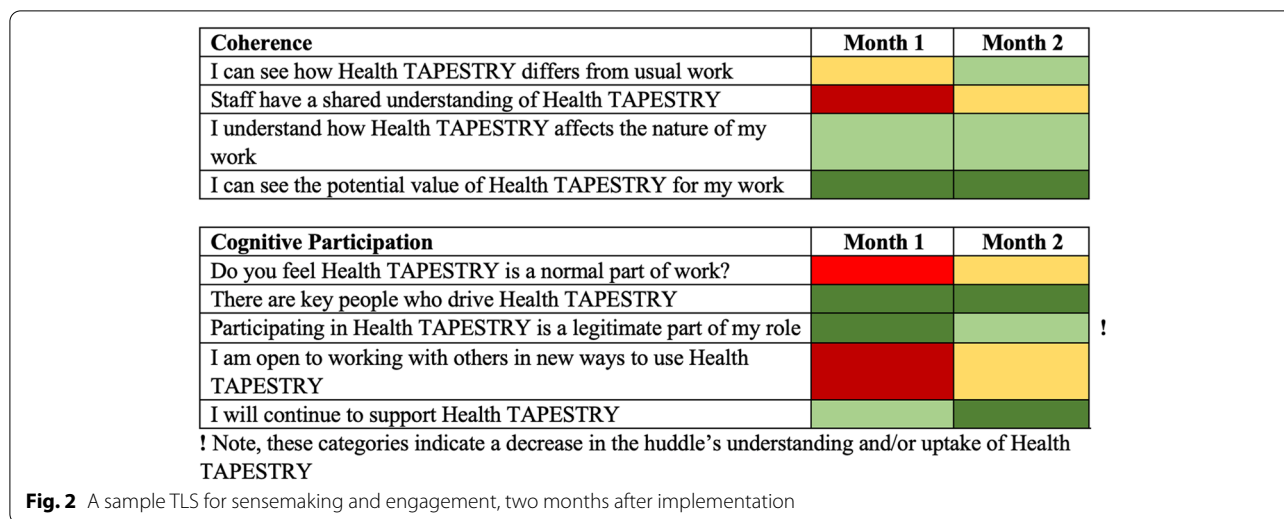 Coherence Month 1 Month 2
I can see how Health TAPESTRY differs from usual work
Staff have a shared understanding of Health TAPESTRY
I understand how Health TAPESTRY affects the nature of my
work
I can see the potential value of Health TAPESTRY for my work
Cognitive Participation Month 1 Month 2
Do you feel Health TAPESTRY is a normal part of work?
There are key people who drive Health TAPESTRY
Participating in Health TAPESTRY is a legitimate part of my role !
I am open to working with others in new ways to use Health
TAPESTRY
I will continue to support Health TAPESTRY
! Note, these categories indicate a decrease in the huddle's understanding and/or uptake of Health
TAPESTRY
Fig. 2 A sample TLS for sensemaking and engagement, two months after implementation